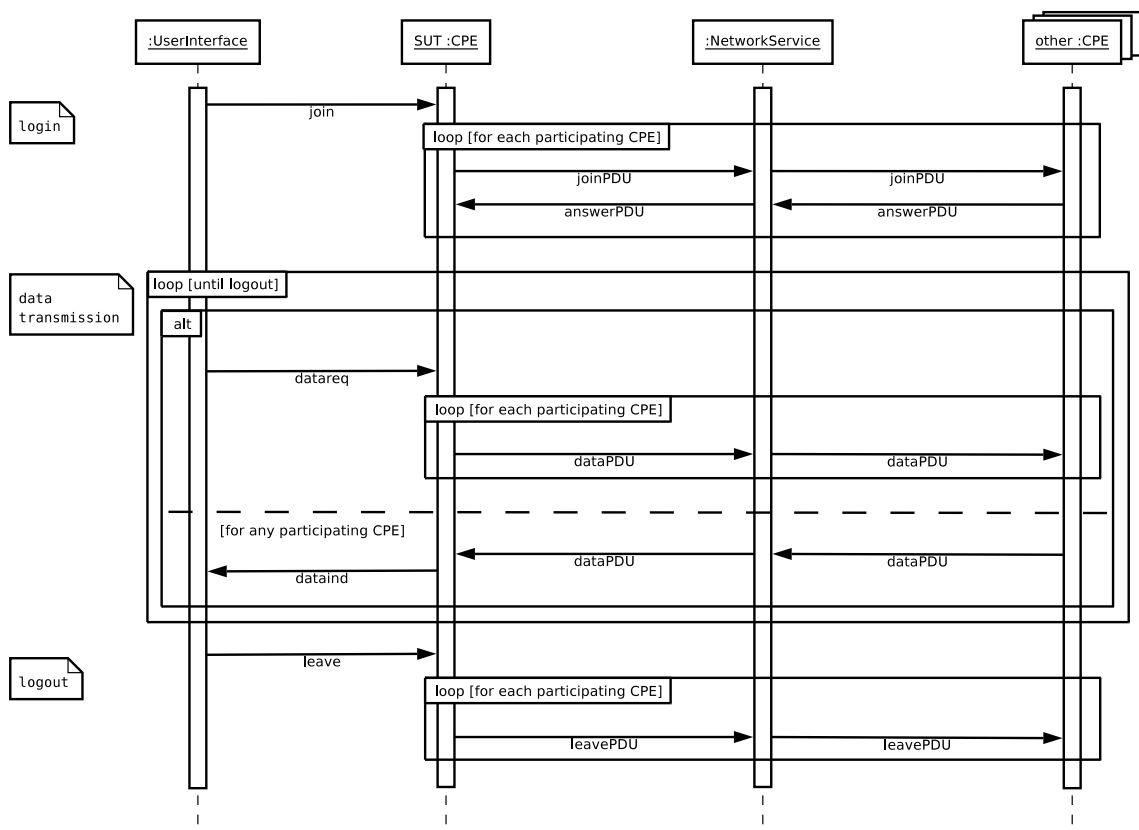 :UserInterface
SUT :CPE
:NetworkService
other :CPE
login
join
loop [for each participating CPE]
joinPDU
joinPDU
answerPDU
answerPDU
data
transmission
loop [until logout]
alt
datareq
loop [for each participating CPE]
dataPDU
dataPDU
[for any participating CPE]
dataPDU
dataPDU
dataind
logout
leave
loop [for each participating CPE]
leavePDU
leavePDU